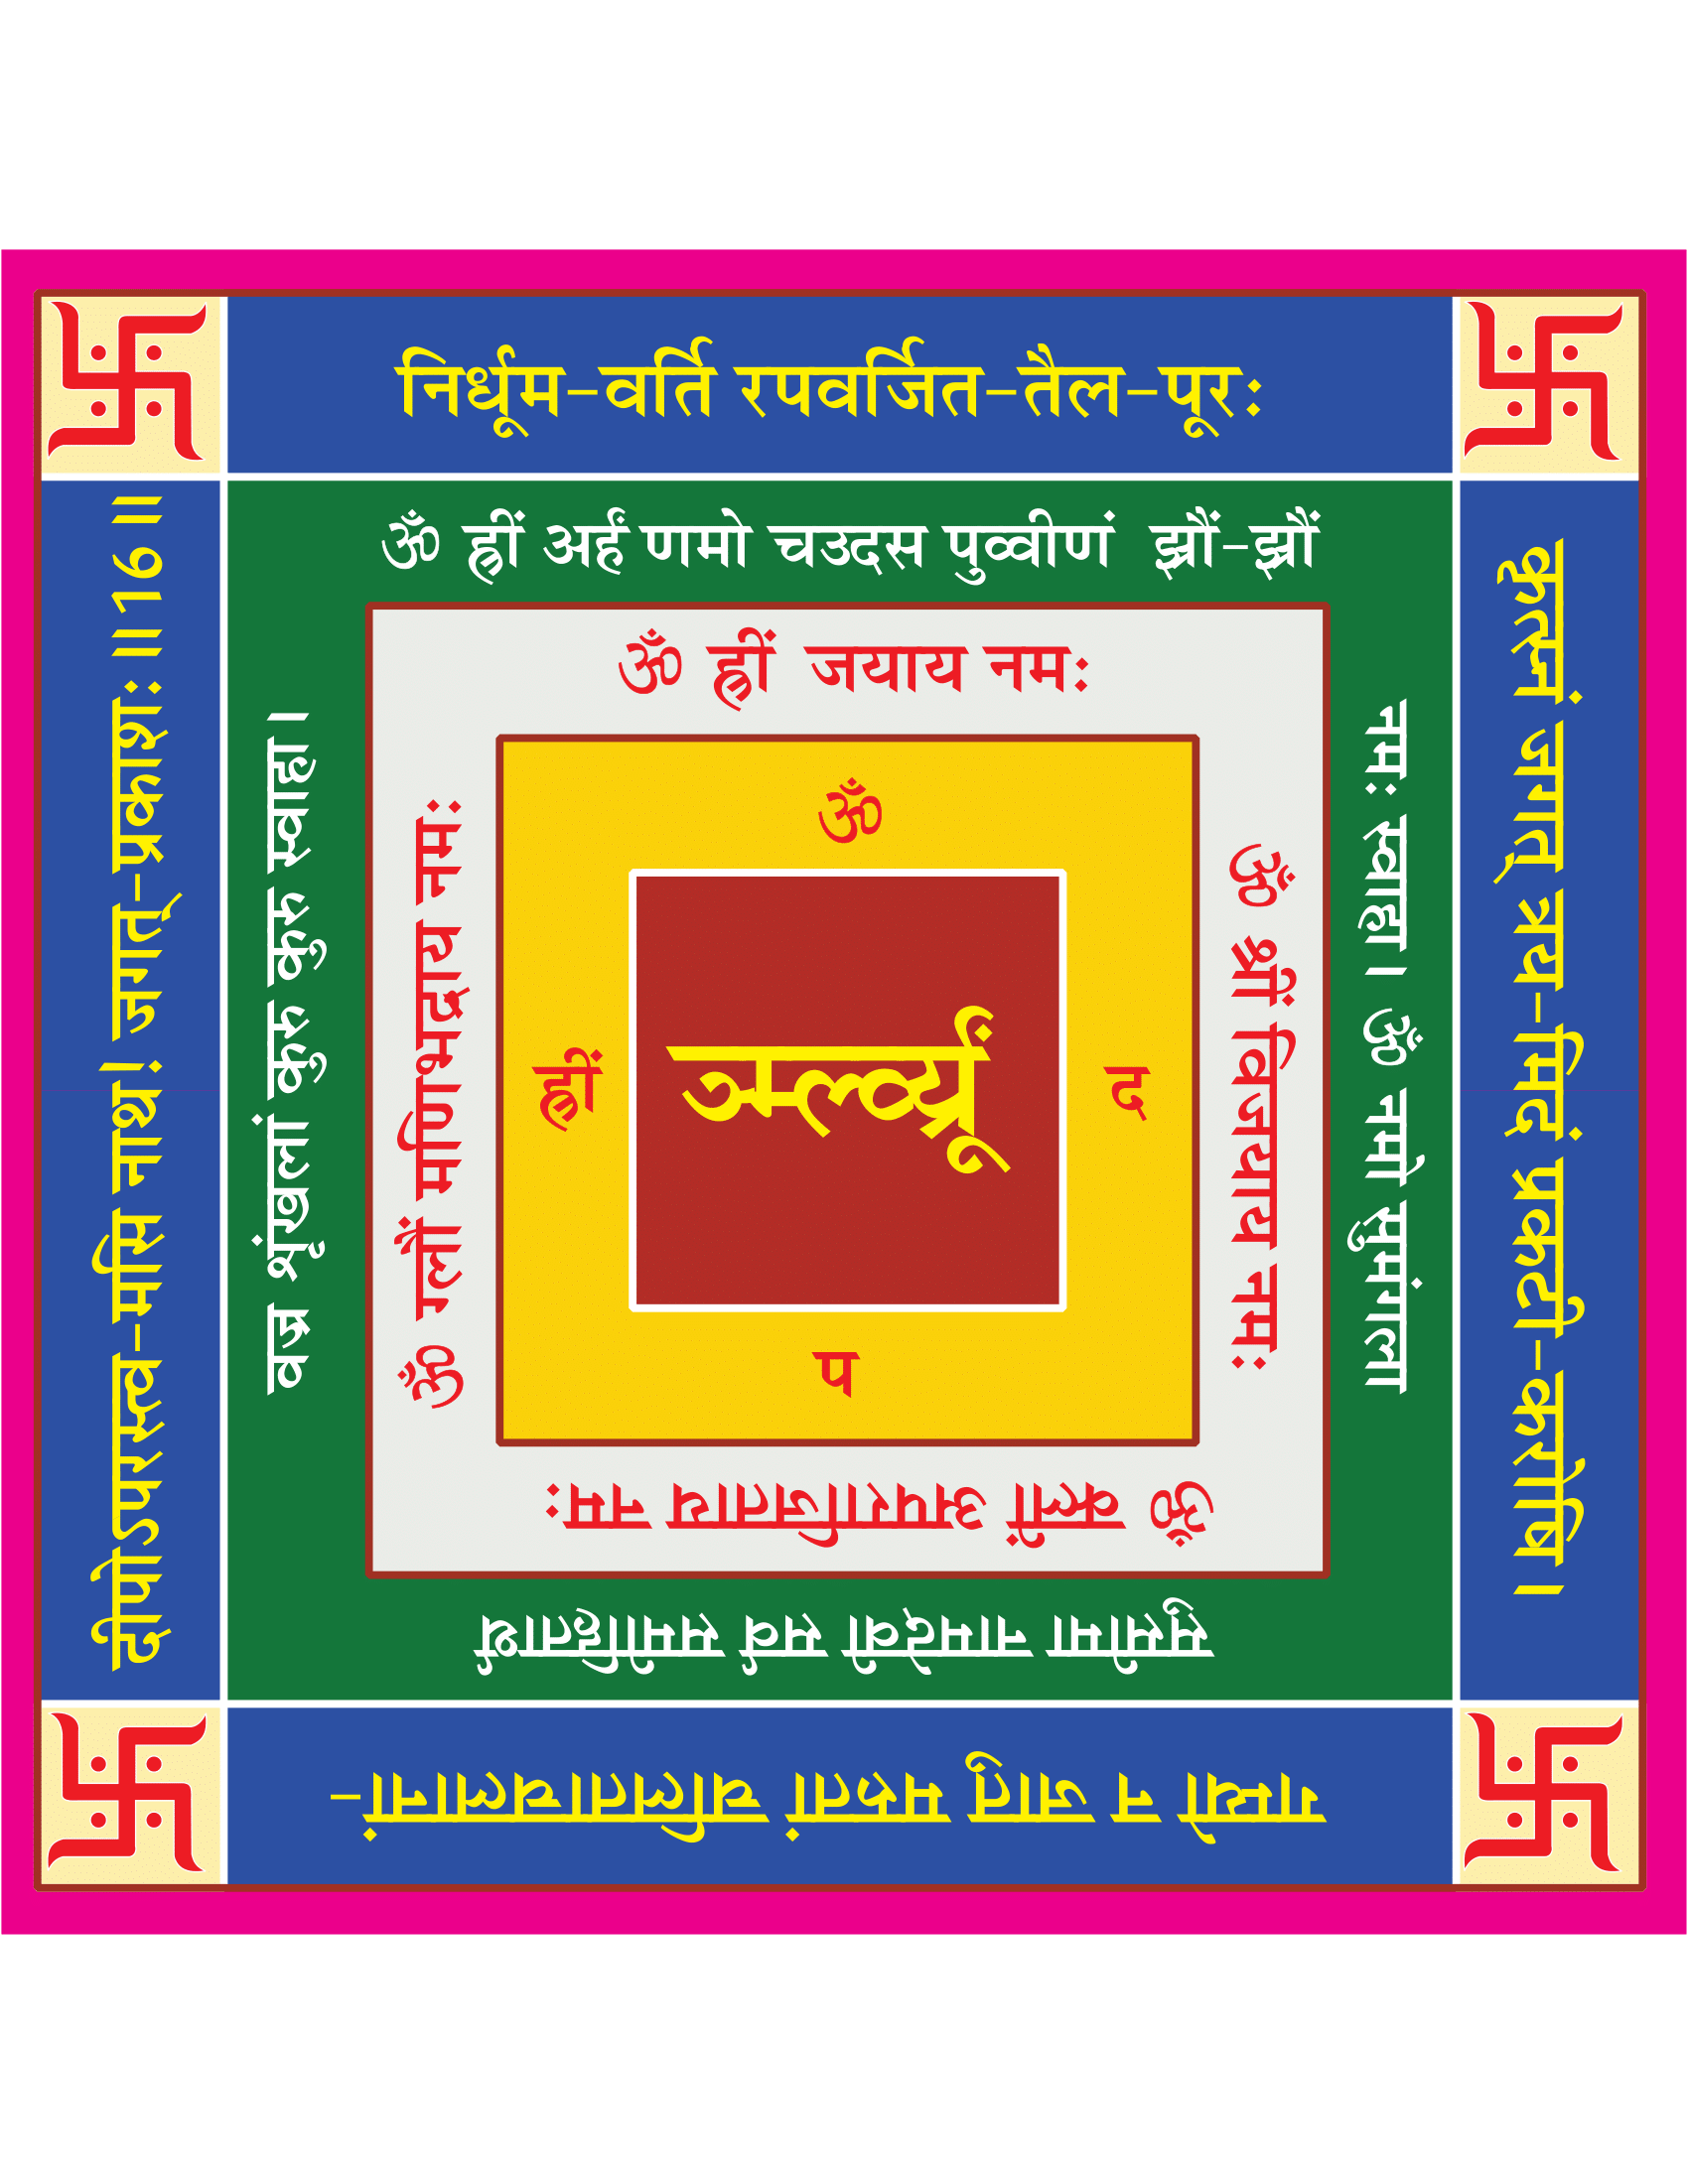 निर्धूम-वर्ति रपवर्जित-तैल-पूरः
कृत्स्नं जगत् त्रय-मिदं प्रकटी-करोषि।
गम्यो न जातु मरुतां चलिताचलानां-
दीपोऽपरस्त्व-मसि नाथ! जगत्-प्रकाशः॥16॥
ॐ ह्रीं अर्हं णमो चउदस पुव्वीणं झ्रौं-झ्रौं
नमः स्वाहा। ॐ नमो सुमंगला
सुसीमा नामदेवी सर्व समीहितार्थ
वज्र श्रृंखलां कुरु कुरु स्वाहा।
ॐ ह्रीं जयाय नमः
ॐ श्रीं विजयाय नमः
ॐ क्लीं अपराजिताय नमः
ॐ ग्लौं माणिभद्राय नमः
ॐ
ह्रीं
द्
प